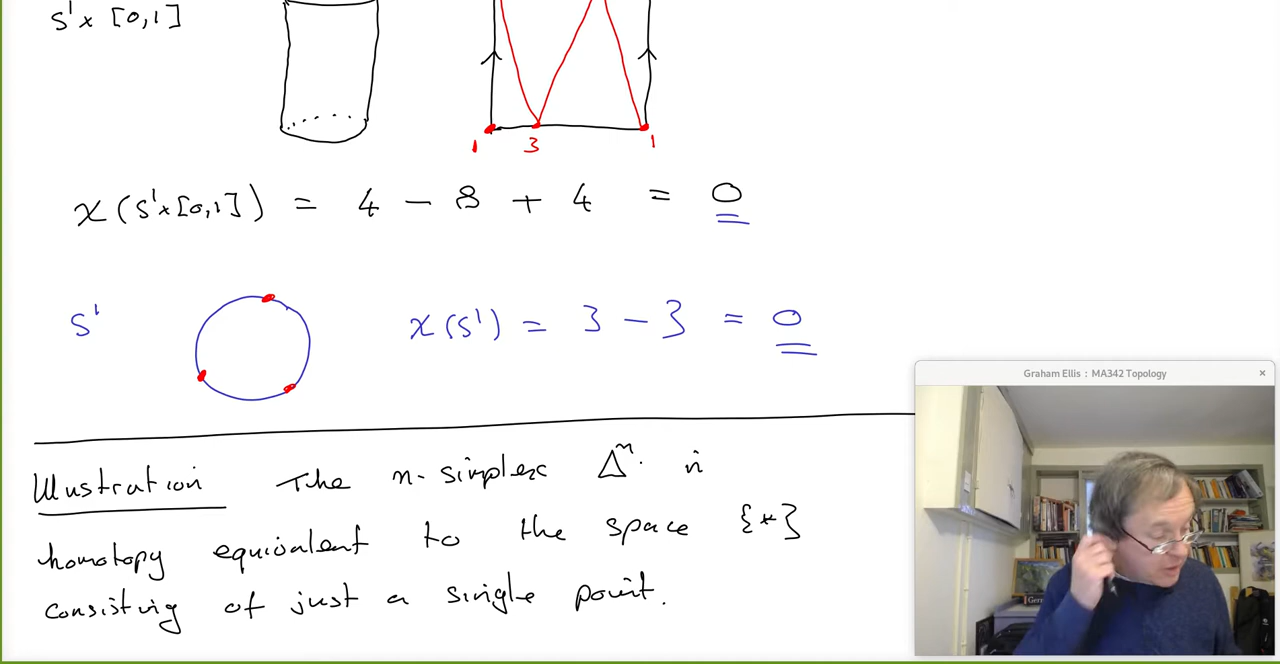 S¹ x [0,1]
1 3 1
χ(S¹x[0,1]) = 4 - 8 + 4 = 0
S¹ χ(S¹) = 3 - 3 = 0
Graham Ellis : MA342 Topology ×
Illustration The n-simplex Δⁿ is
homotopy equivalent to the space {*}
consisting of just a single point.